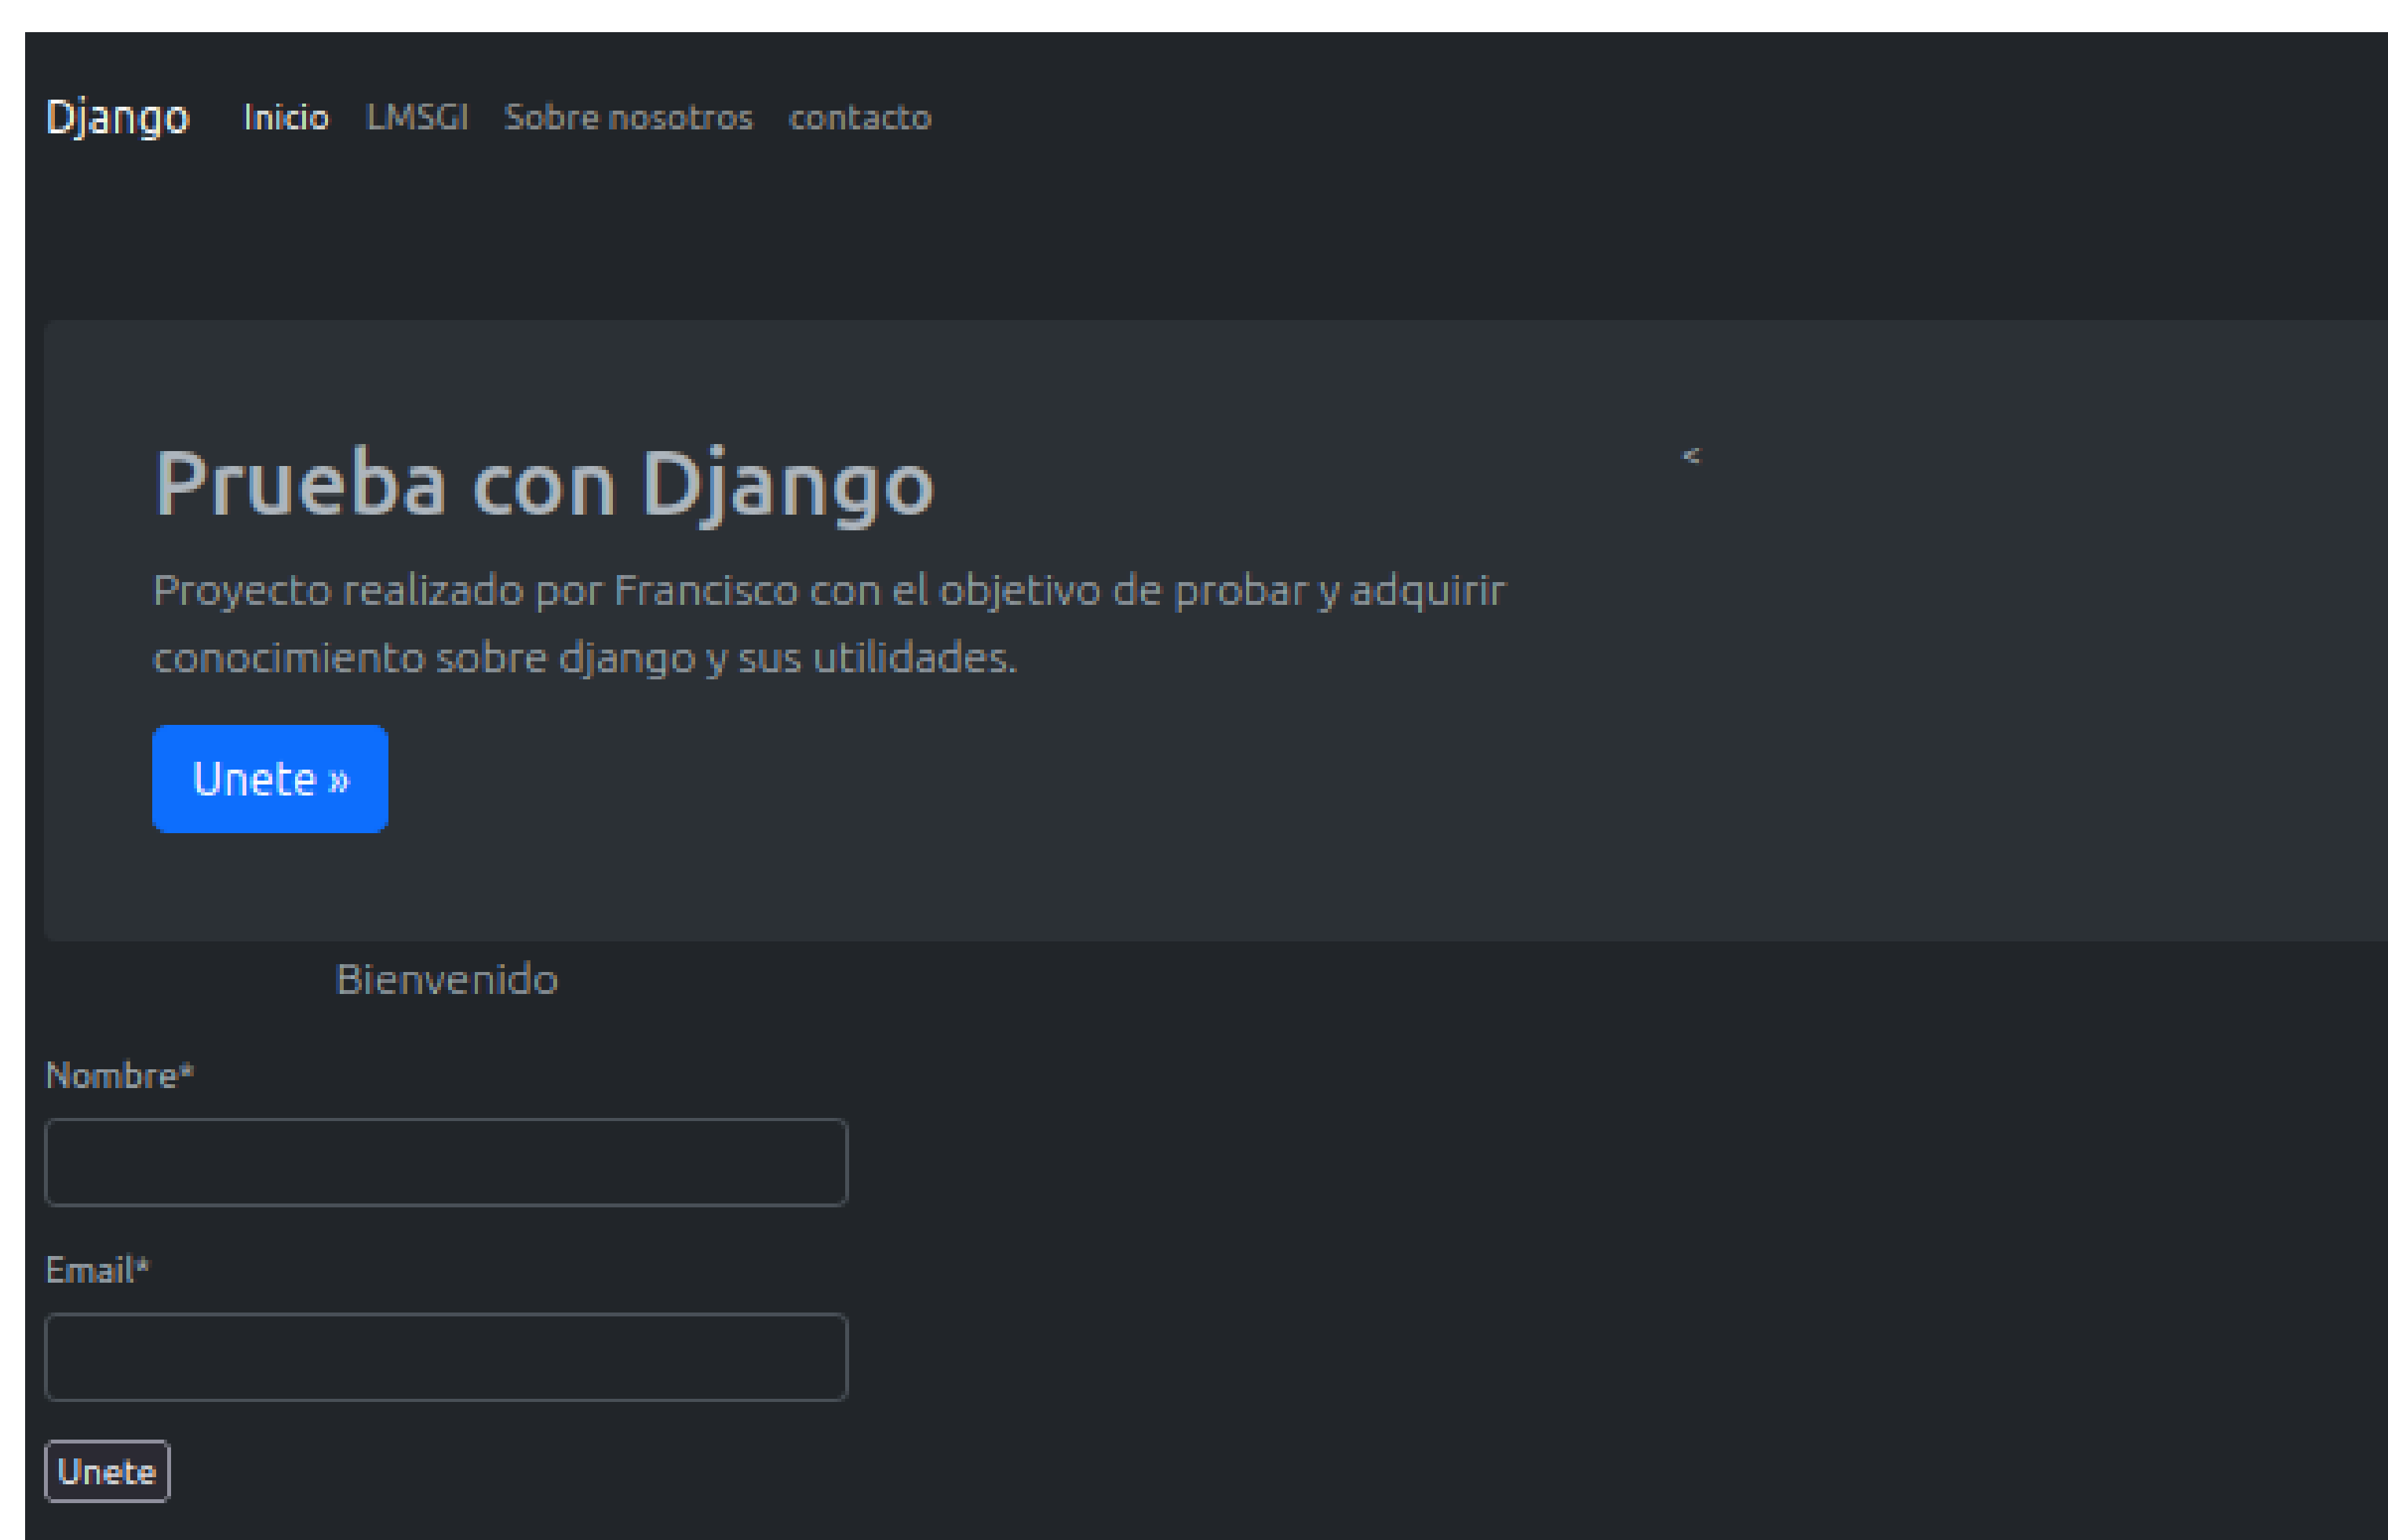 Django Inicio LMSGI Sobre nosotros contacto
Prueba con Django
<
Proyecto realizado por Francisco con el objetivo de probar y adquirir
conocimiento sobre django y sus utilidades.
Unete »
Bienvenido
Nombre*
Email*
Unete